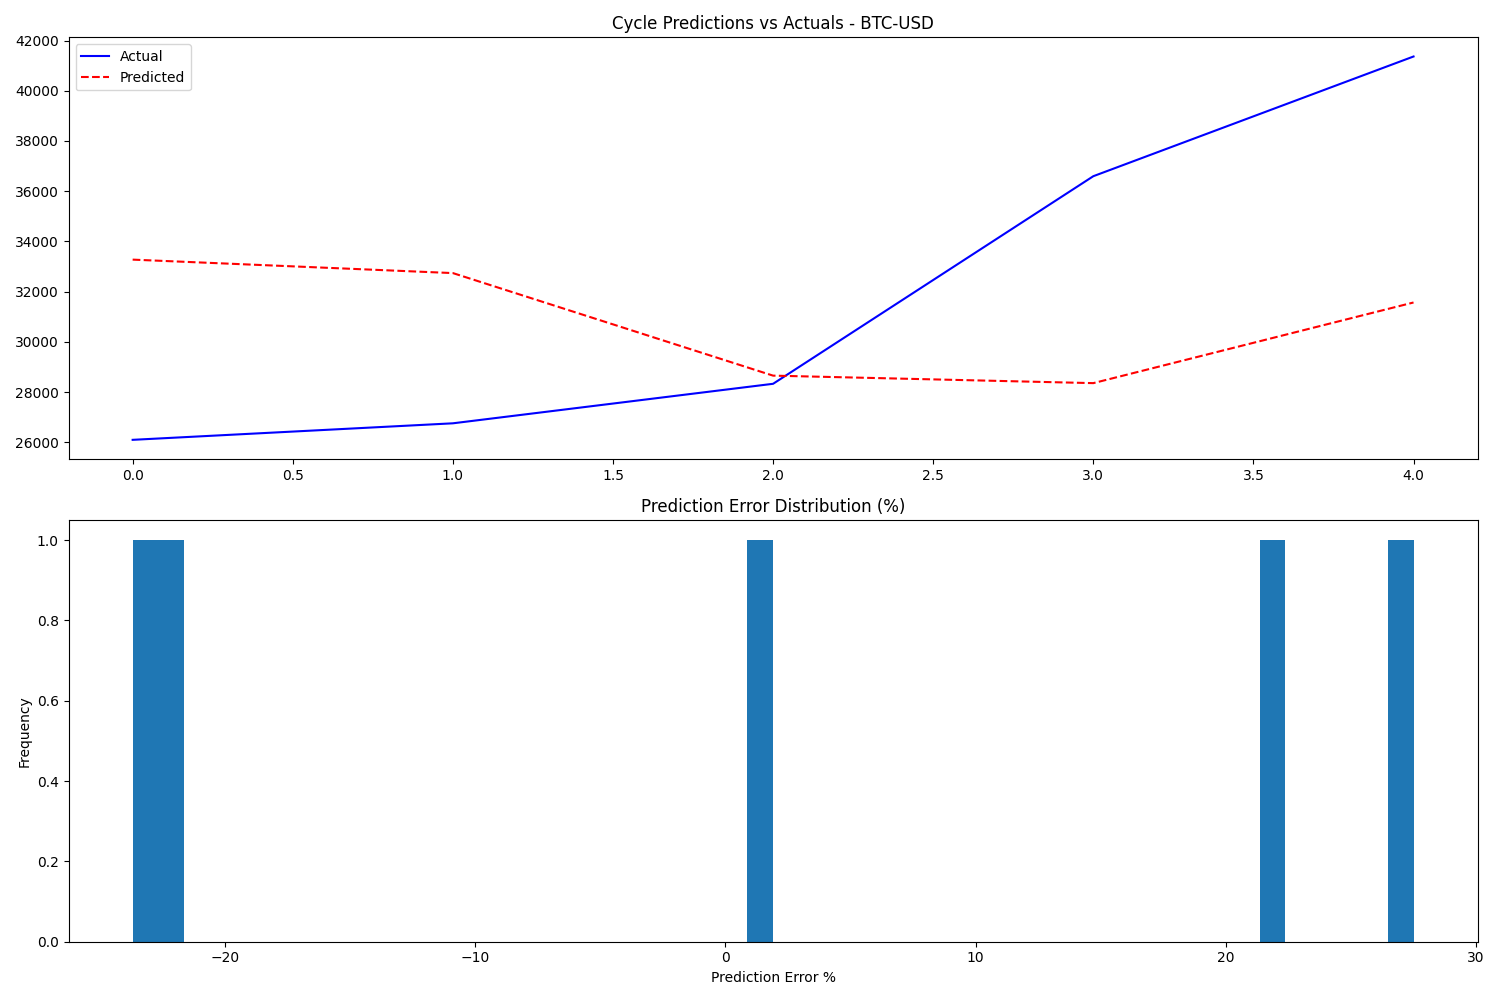 Cycle Predictions vs Actuals - BTC-USD
Actual
Predicted
42000
40000
38000
36000
34000
32000
30000
28000
26000
0.0 0.5 1.0 1.5 2.0 2.5 3.0 3.5 4.0
Prediction Error Distribution (%)
Frequency
1.0
0.8
0.6
0.4
0.2
0.0
−20 −10 0 10 20 30
Prediction Error %